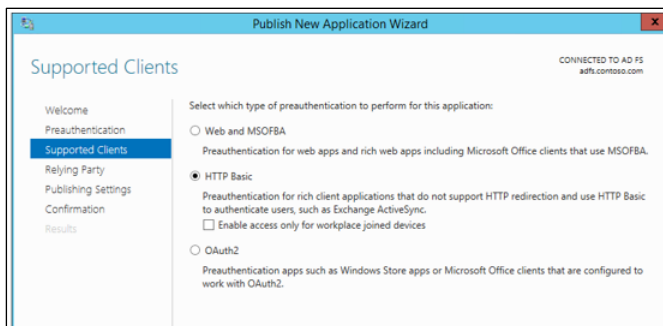 Publish New Application Wizard
x
Supported Clients
CONNECTED TO AD FS
adfs.contoso.com
Welcome
Preauthentication
Supported Clients
Relying Party
Publishing Settings
Confirmation
Results
Select which type of preauthentication to perform for this application:
Web and MSOFBA
Preauthentication for web apps and rich web apps including Microsoft Office clients that use MSOFBA.
HTTP Basic
Preauthentication for rich client applications that do not support HTTP redirection and use HTTP Basic
to authenticate users, such as Exchange ActiveSync.
Enable access only for workplace joined devices
OAuth2
Preauthentication apps such as Windows Store apps or Microsoft Office clients that are configured to
work with OAuth2.